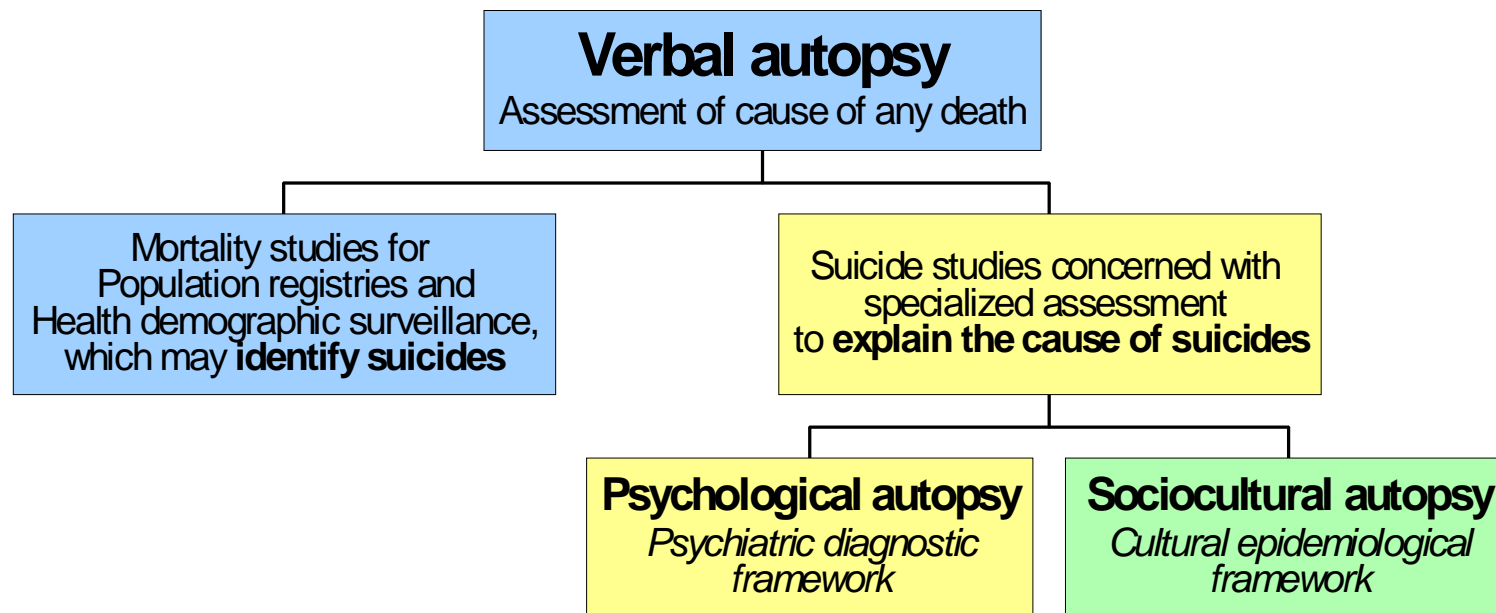 Verbal autopsy
Assessment of cause of any death
Mortality studies for
Population registries and
Health demographic surveillance,
which may identify suicides
Suicide studies concerned with
specialized assessment
to explain the cause of suicides
Psychological autopsy
Psychiatric diagnostic
framework
Sociocultural autopsy
Cultural epidemiological
framework